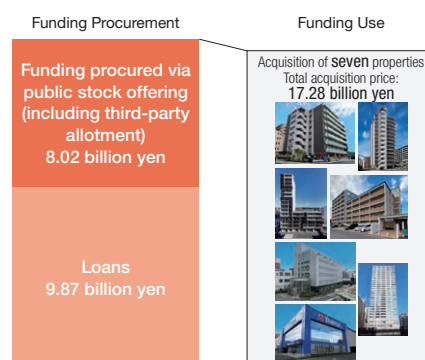 Funding Procurement
Funding Use
Funding procured via
public stock offering
(including third-party
allotment)
8.02 billion yen
Loans
9.87 billion yen
Acquisition of seven properties
Total acquisition price:
17.28 billion yen